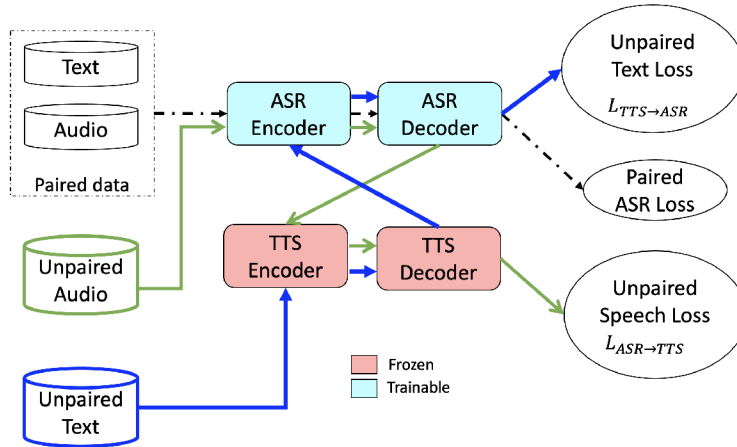 Text
Audio
Paired data
Unpaired
Audio
Unpaired
Text
ASR
Encoder
ASR
Decoder
TTS
Encoder
TTS
Decoder
Frozen
Trainable
Unpaired
Text Loss
L_{TTS→ASR}
Paired
ASR Loss
Unpaired
Speech Loss
L_{ASR→TTS}